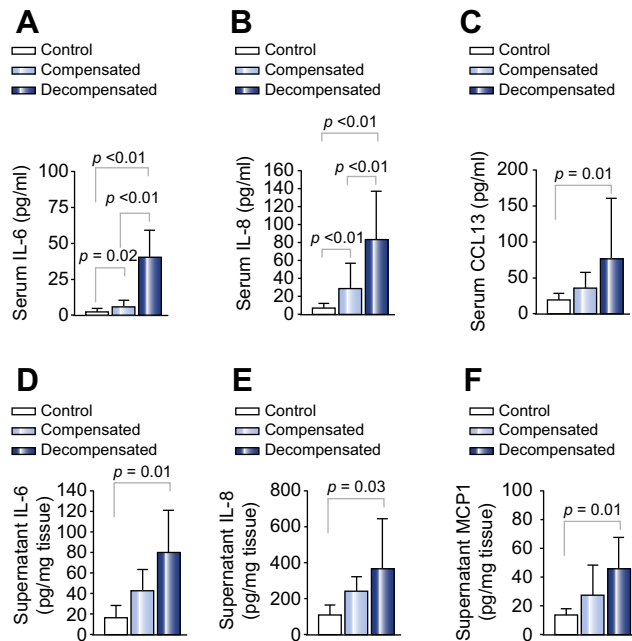 A
Control
Compensated
Decompensated
Serum IL-6 (pg/ml)
100
75
50
25
0
p <0.01
p <0.01
p = 0.02
B
Control
Compensated
Decompensated
Serum IL-8 (pg/ml)
160
140
120
100
80
60
40
20
0
p <0.01
p <0.01
p <0.01
C
Control
Compensated
Decompensated
Serum CCL13 (pg/ml)
200
150
100
50
0
p = 0.01
D
Control
Compensated
Decompensated
Supernatant IL-6
(pg/mg tissue)
140
120
100
80
60
40
20
0
p = 0.01
E
Control
Compensated
Decompensated
Supernatant IL-8
(pg/mg tissue)
800
600
400
200
0
p = 0.03
F
Control
Compensated
Decompensated
Supernatant MCP1
(pg/mg tissue)
100
80
60
40
20
0
p = 0.01